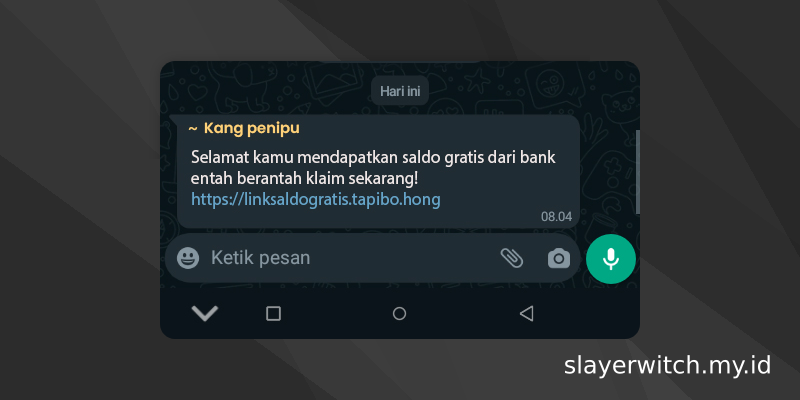 Hari ini
~ Kang penipu
Selamat kamu mendapatkan saldo gratis dari bank
entah berantah klaim sekarang!
https://linksaldogratis.tapibo.hong
08.04
Ketik pesan
slayerwitch.my.id